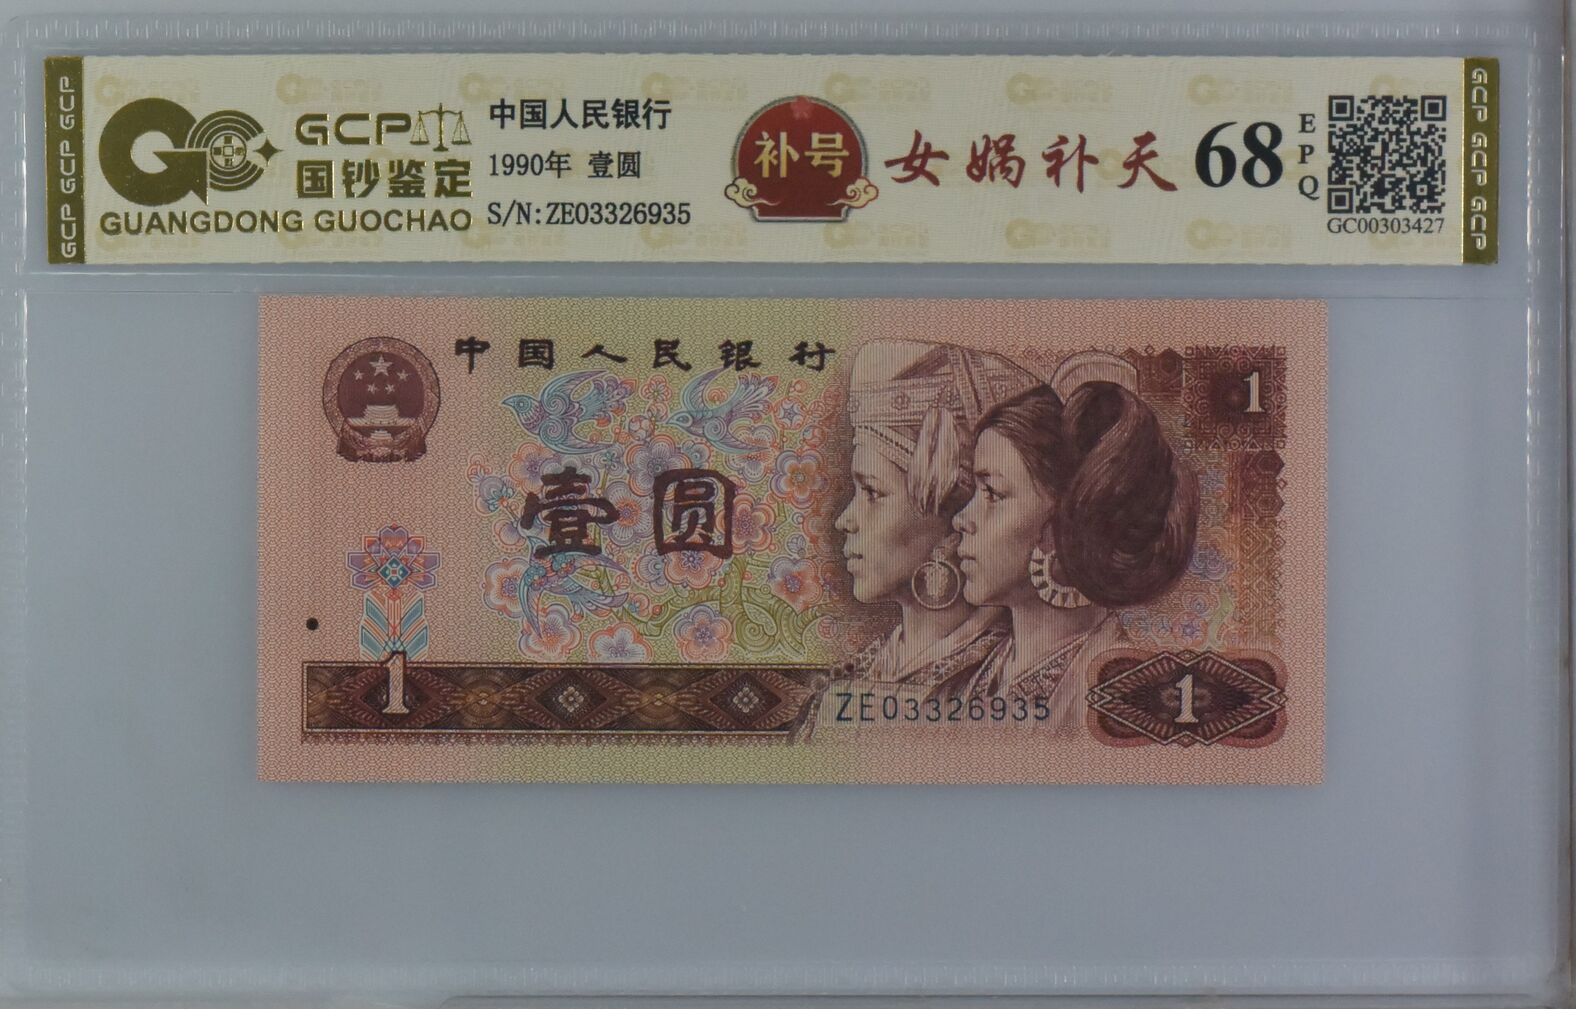 GCP GCP GCP
GCP
国钞鉴定
GUANGDONG GUOCHAO
中国人民银行
1990年 壹圆
S/N:ZE03326935
补号
女娲补天
68
EPQ
GC00303427
GCP GCP GCP
中国人民银行
1
壹圆
1
ZE03326935
1